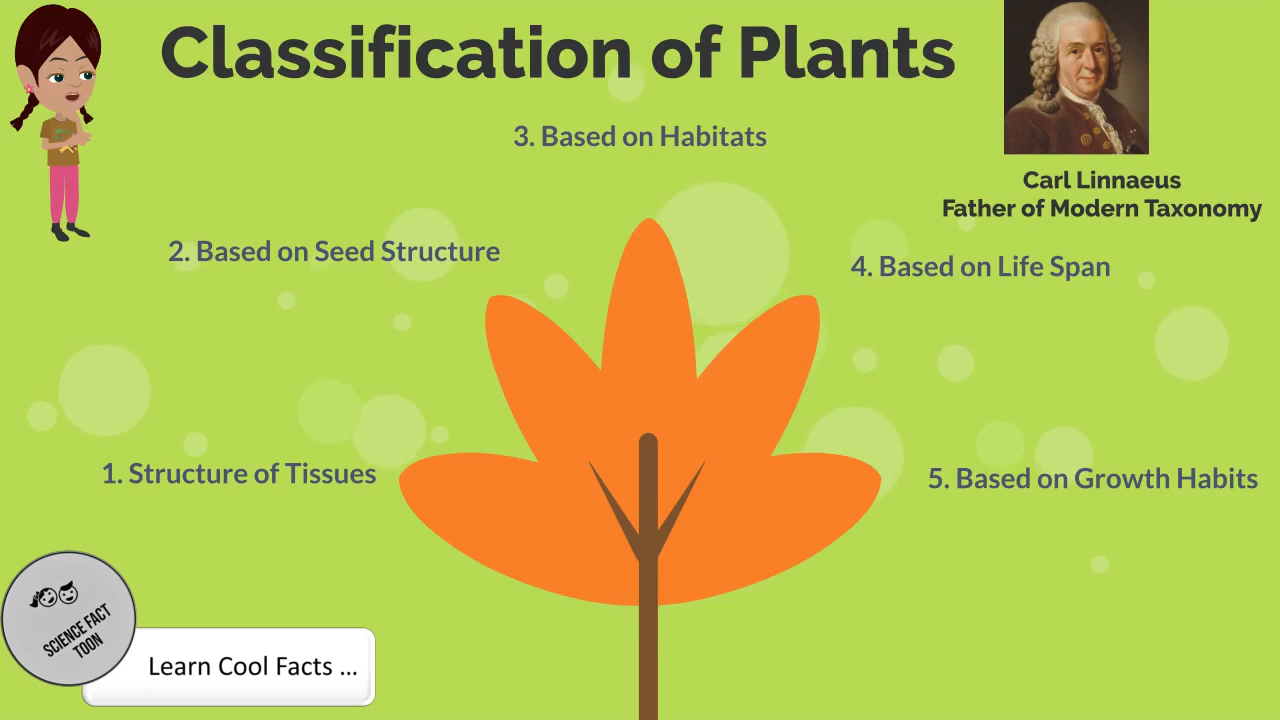 Classification of Plants
3. Based on Habitats
Carl Linnaeus
Father of Modern Taxonomy
2. Based on Seed Structure
4. Based on Life Span
1. Structure of Tissues
5. Based on Growth Habits
SCIENCE FACT
TOON
Learn Cool Facts ...